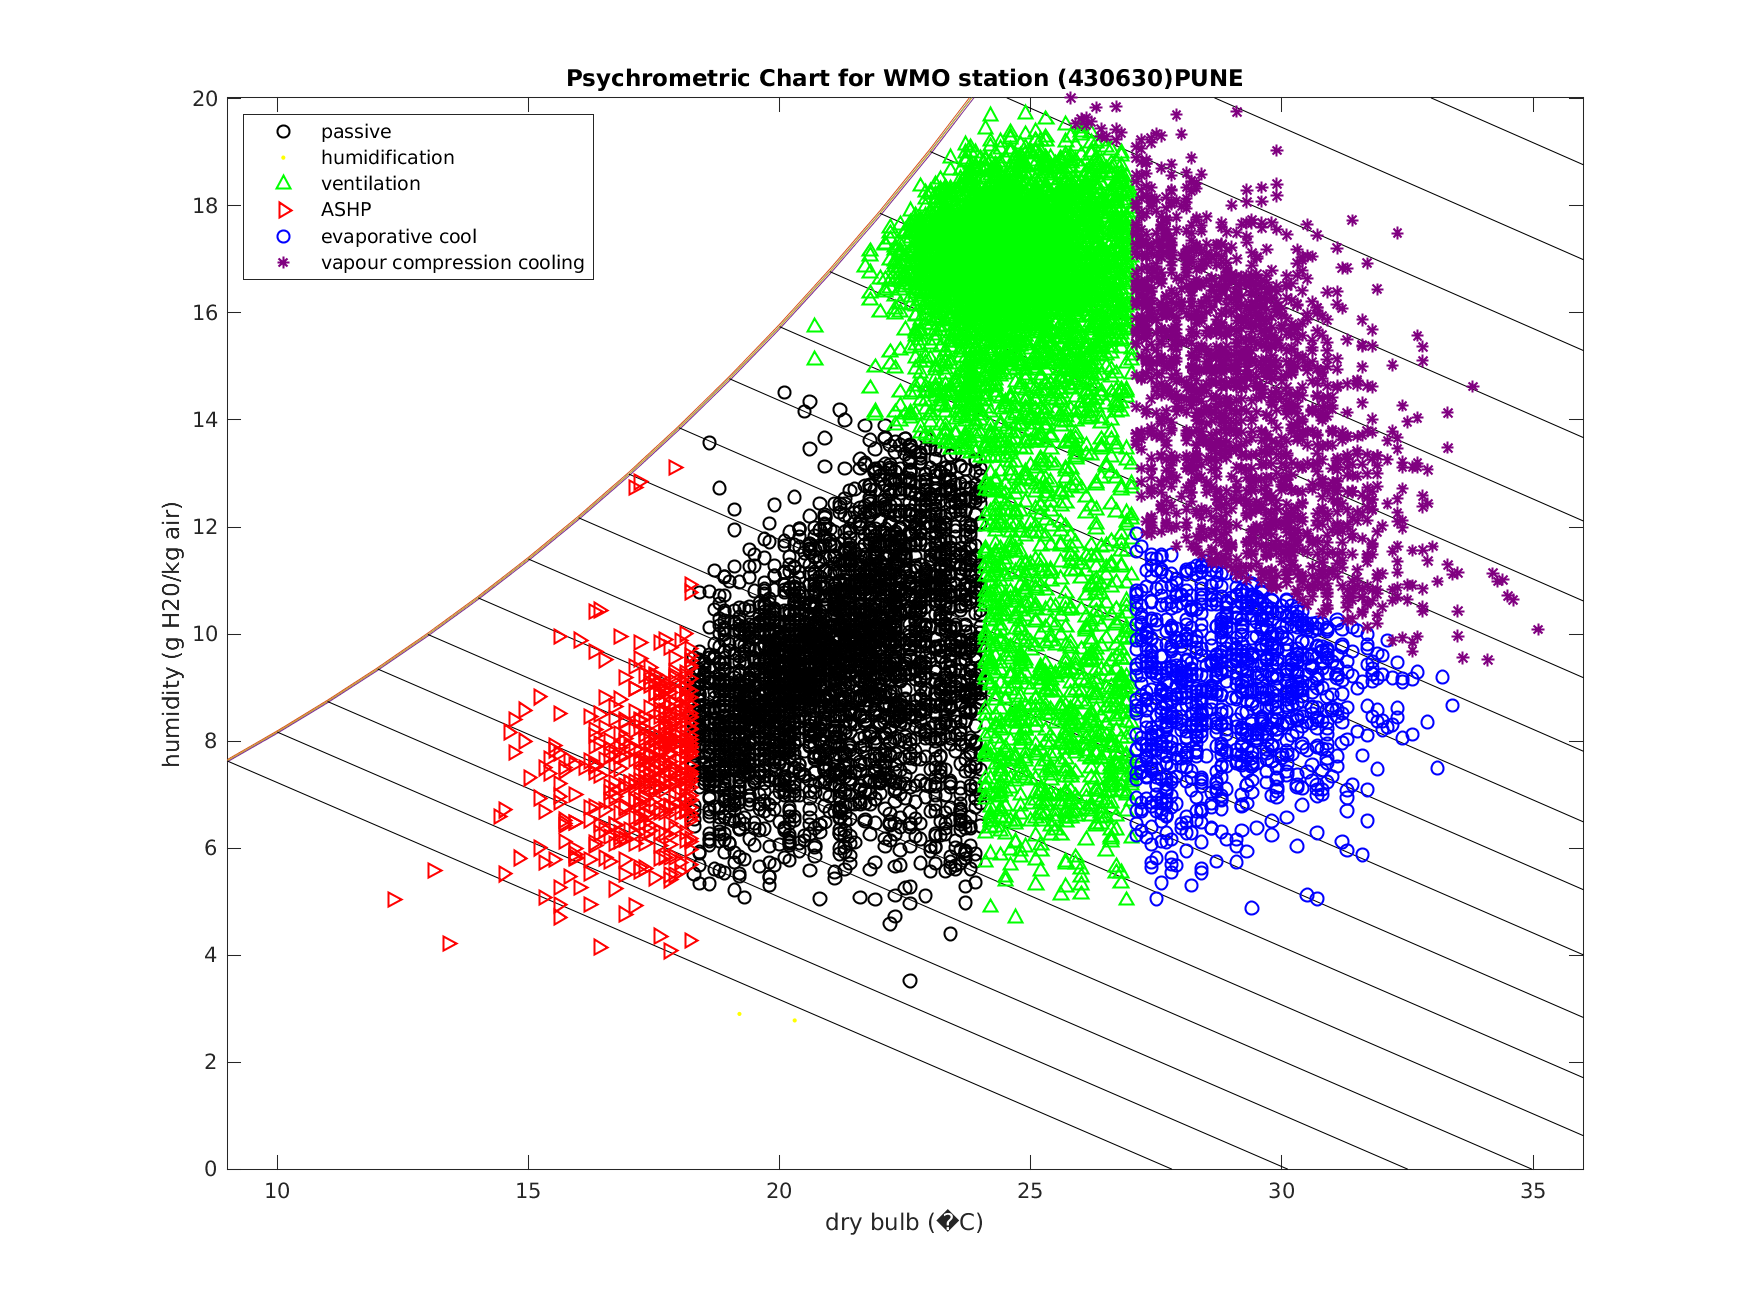 Psychrometric Chart for WMO station (430630)PUNE
passive
humidification
ventilation
ASHP
evaporative cool
vapour compression cooling
humidity (g H20/kg air)
20
18
16
14
12
10
8
6
4
2
0
10 15 20 25 30 35
dry bulb (�C)